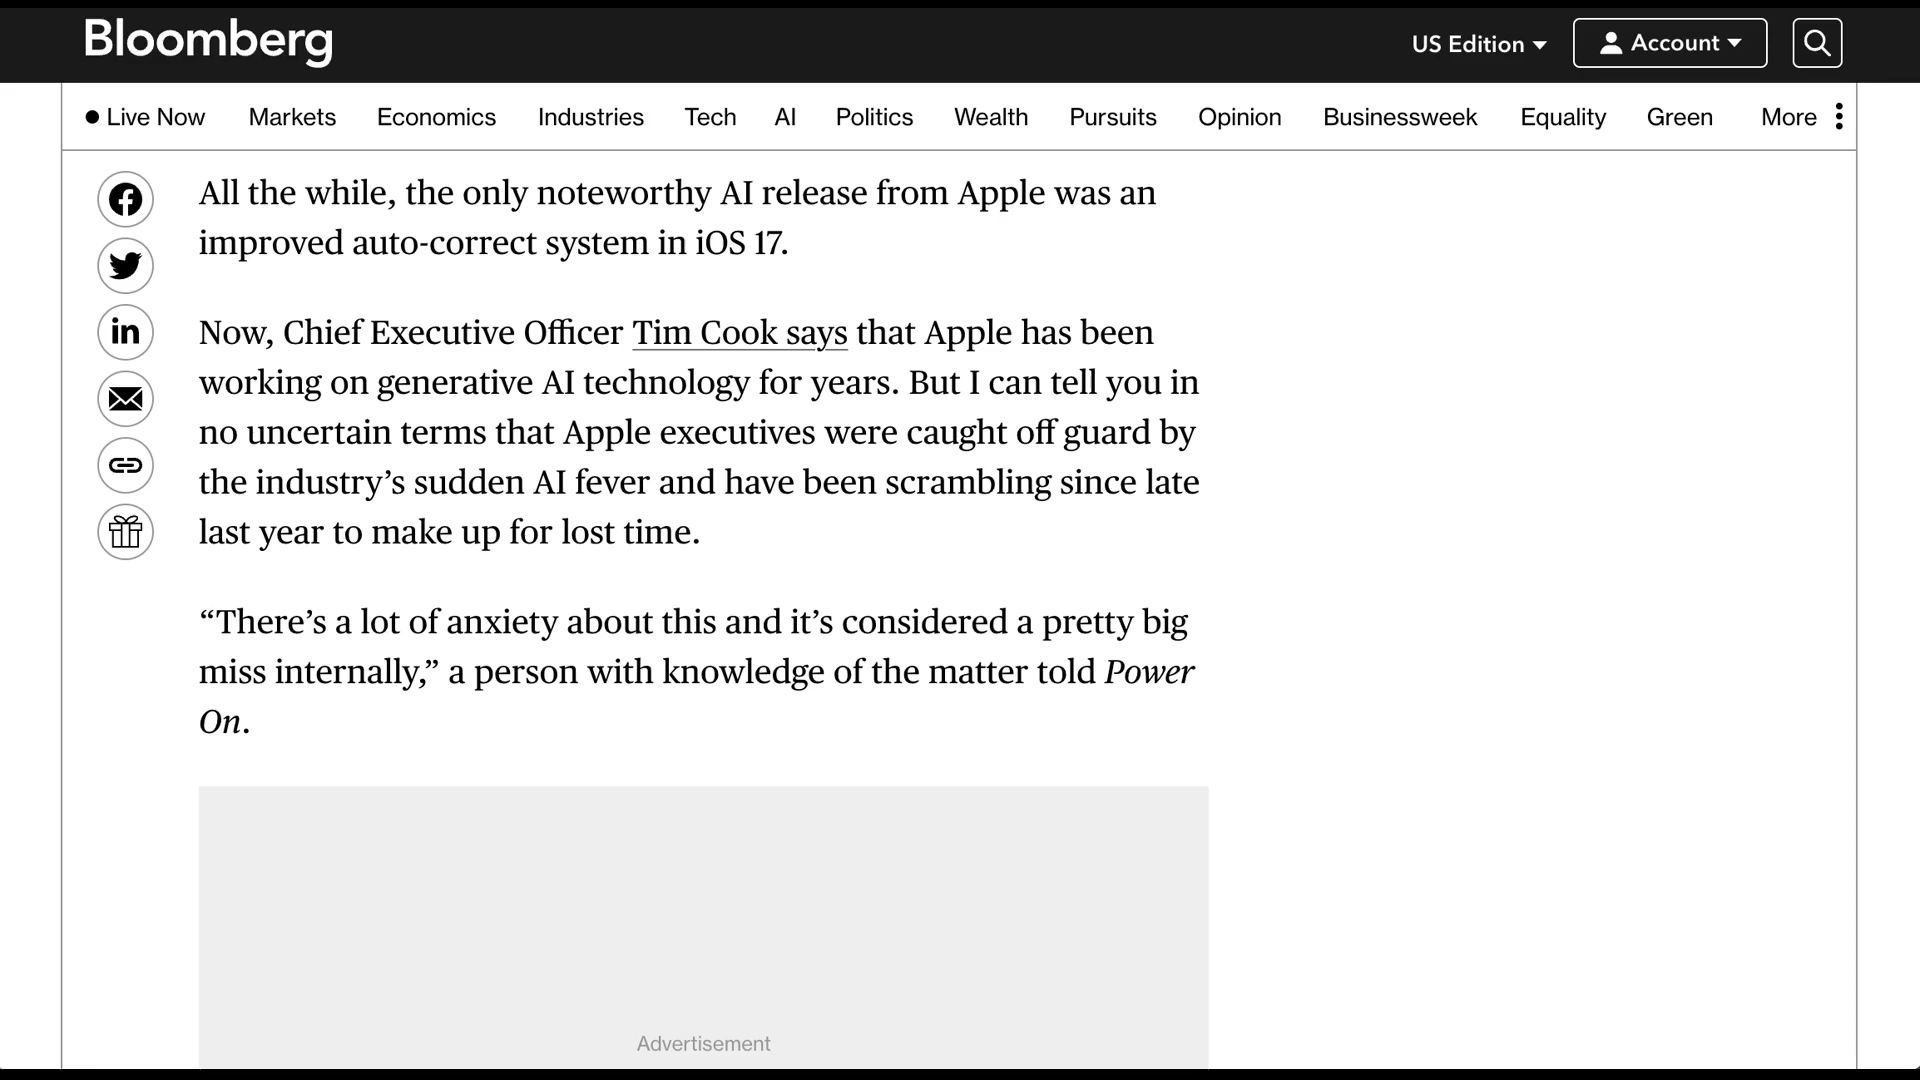 Bloomberg
US Edition
Account
Live Now
Markets
Economics
Industries
Tech
AI
Politics
Wealth
Pursuits
Opinion
Businessweek
Equality
Green
More
All the while, the only noteworthy AI release from Apple was an
improved auto-correct system in iOS 17.
Now, Chief Executive Officer Tim Cook says that Apple has been
working on generative AI technology for years. But I can tell you in
no uncertain terms that Apple executives were caught off guard by
the industry’s sudden AI fever and have been scrambling since late
last year to make up for lost time.
“There’s a lot of anxiety about this and it’s considered a pretty big
miss internally,” a person with knowledge of the matter told Power
On.
Advertisement